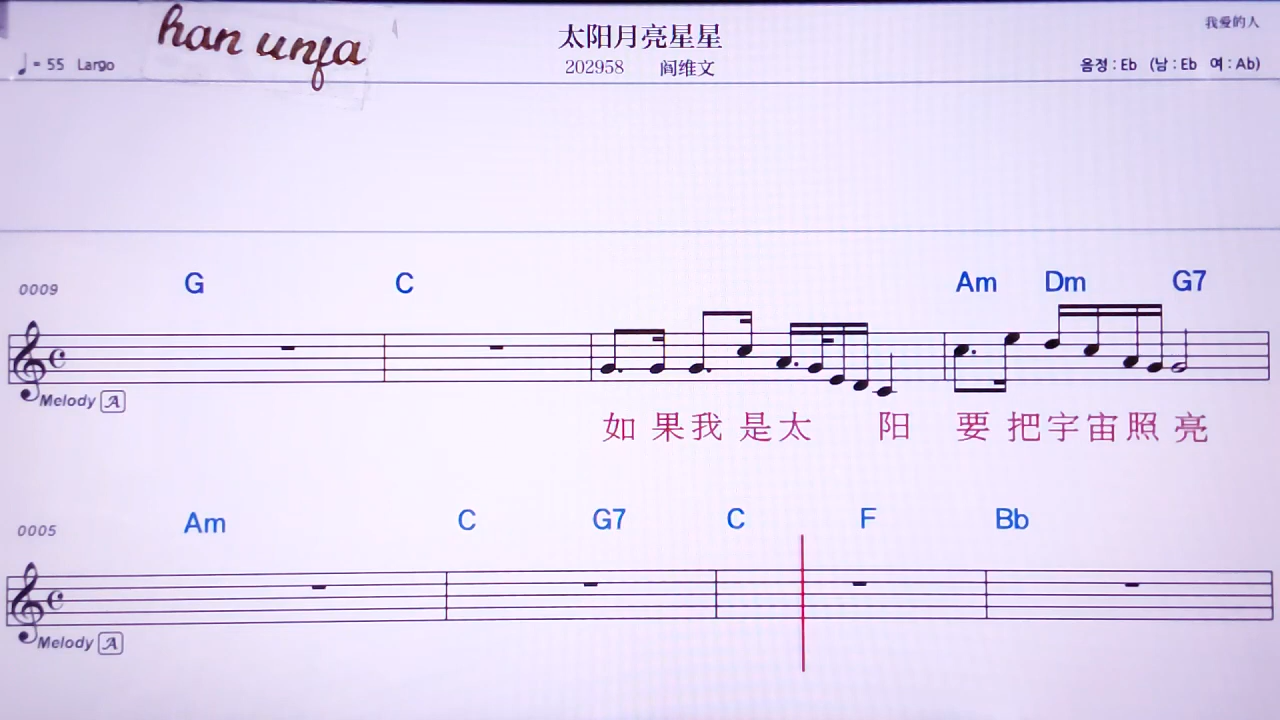 han unfa
太阳月亮星星
我爱的人
♩= 55 Largo
202958 阎维文
음정 : Eb (남 : Eb 여 : Ab)
0009 G C Am Dm G7
Melody A
如果我是太 阳 要把宇宙照亮
0005 Am C G7 C F Bb
Melody A